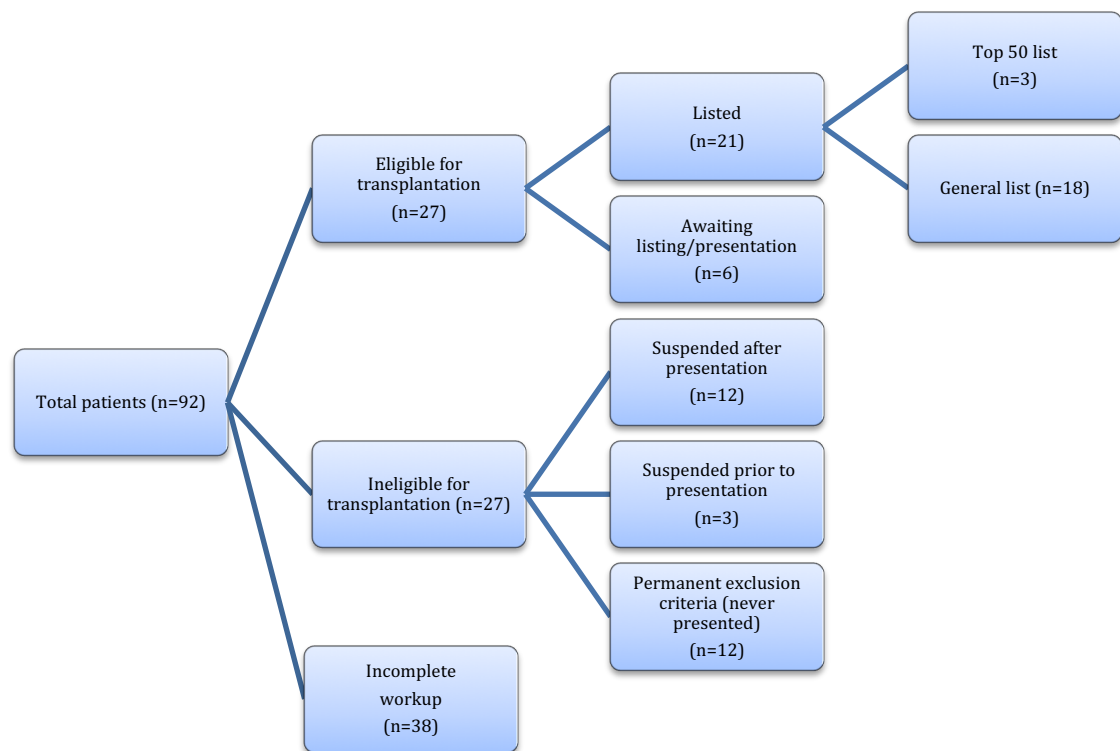 Top 50 list
(n=3)
Listed
(n=21)
General list (n=18)
Eligible for
transplantation
(n=27)
Awaiting
listing/presentation
(n=6)
Total patients (n=92)
Suspended after
presentation
(n=12)
Ineligible for
transplantation (n=27)
Suspended prior to
presentation
(n=3)
Permanent exclusion
criteria (never
presented)
(n=12)
Incomplete
workup
(n=38)